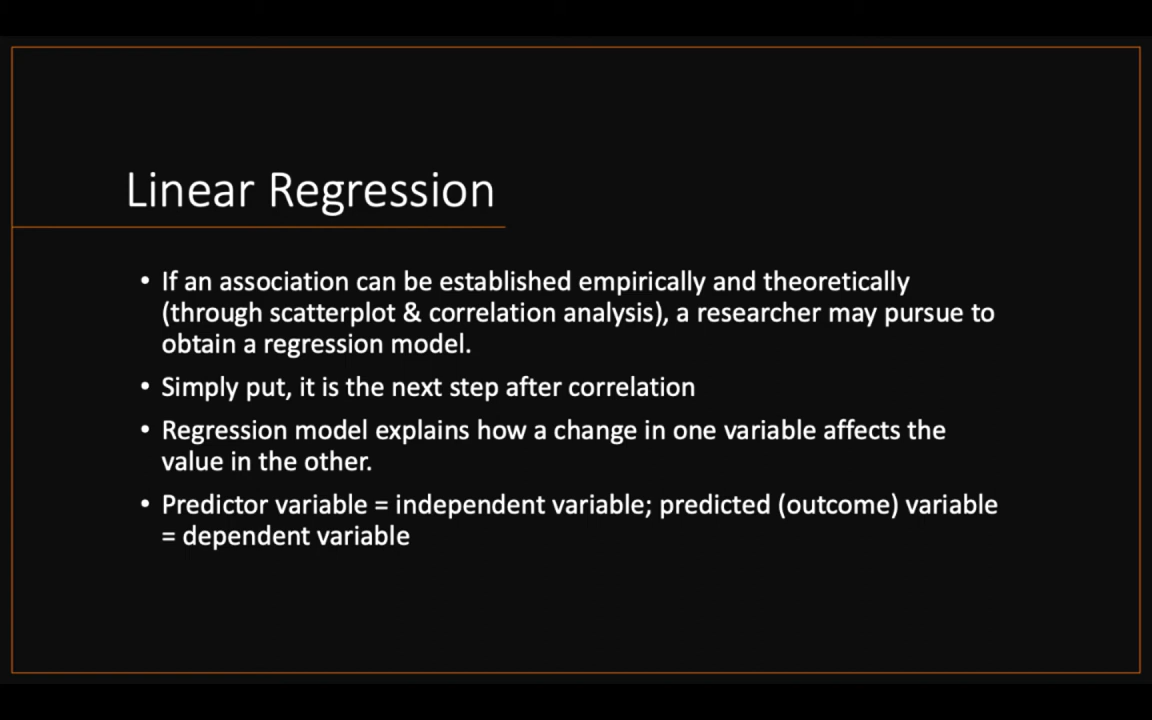 Linear Regression
• If an association can be established empirically and theoretically
(through scatterplot & correlation analysis), a researcher may pursue to
obtain a regression model.
• Simply put, it is the next step after correlation
• Regression model explains how a change in one variable affects the
value in the other.
• Predictor variable = independent variable; predicted (outcome) variable
= dependent variable